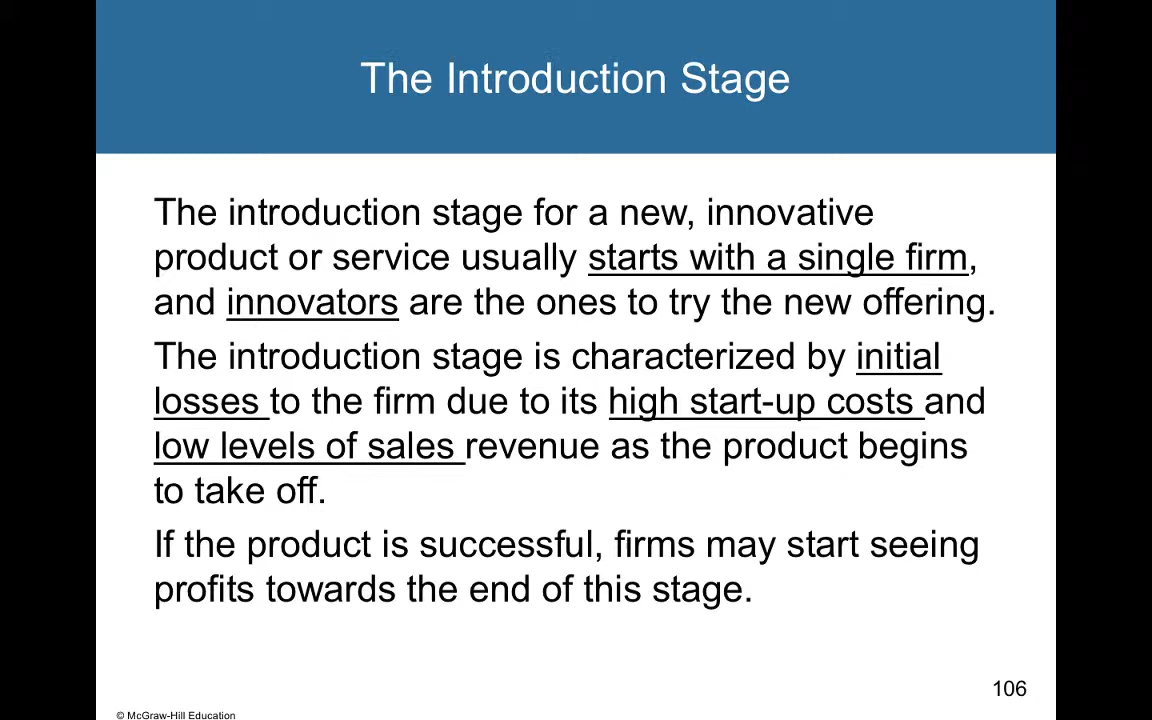 The Introduction Stage
The introduction stage for a new, innovative
product or service usually starts with a single firm,
and innovators are the ones to try the new offering.
The introduction stage is characterized by initial
losses to the firm due to its high start-up costs and
low levels of sales revenue as the product begins
to take off.
If the product is successful, firms may start seeing
profits towards the end of this stage.
106
© McGraw-Hill Education